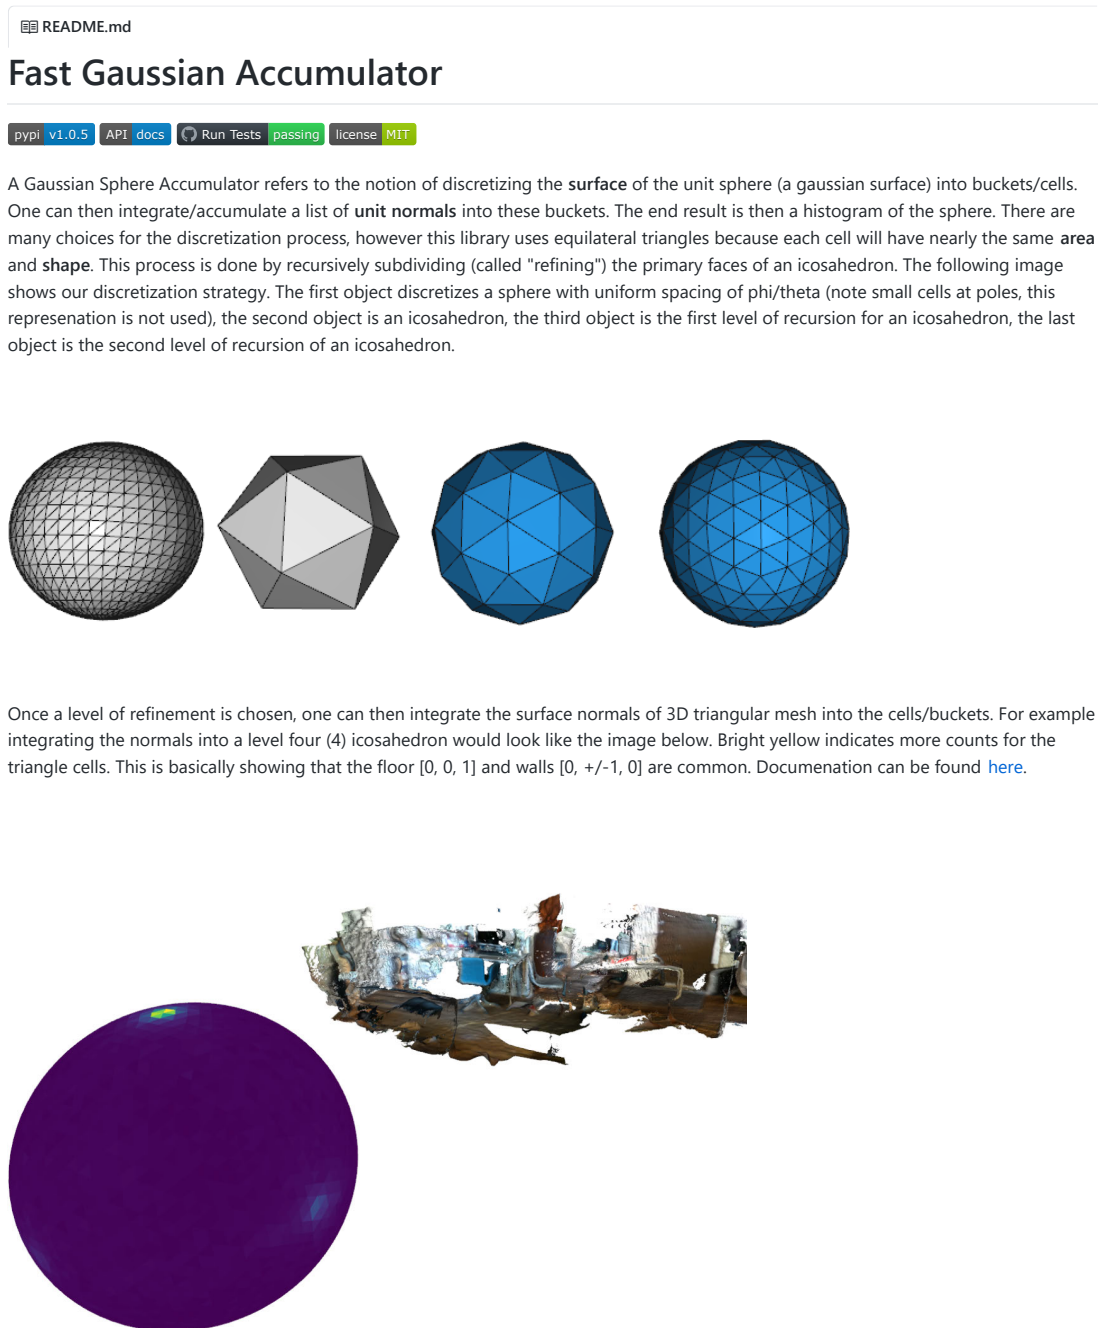 README.md
Fast Gaussian Accumulator
pypi v1.0.5 API docs Run Tests passing license MIT
A Gaussian Sphere Accumulator refers to the notion of discretizing the surface of the unit sphere (a gaussian surface) into buckets/cells.
One can then integrate/accumulate a list of unit normals into these buckets. The end result is then a histogram of the sphere. There are
many choices for the discretization process, however this library uses equilateral triangles because each cell will have nearly the same area
and shape. This process is done by recursively subdividing (called "refining") the primary faces of an icosahedron. The following image
shows our discretization strategy. The first object discretizes a sphere with uniform spacing of phi/theta (note small cells at poles, this
represenation is not used), the second object is an icosahedron, the third object is the first level of recursion for an icosahedron, the last
object is the second level of recursion of an icosahedron.
Once a level of refinement is chosen, one can then integrate the surface normals of 3D triangular mesh into the cells/buckets. For example
integrating the normals into a level four (4) icosahedron would look like the image below. Bright yellow indicates more counts for the
triangle cells. This is basically showing that the floor [0, 0, 1] and walls [0, +/-1, 0] are common. Documenation can be found here.